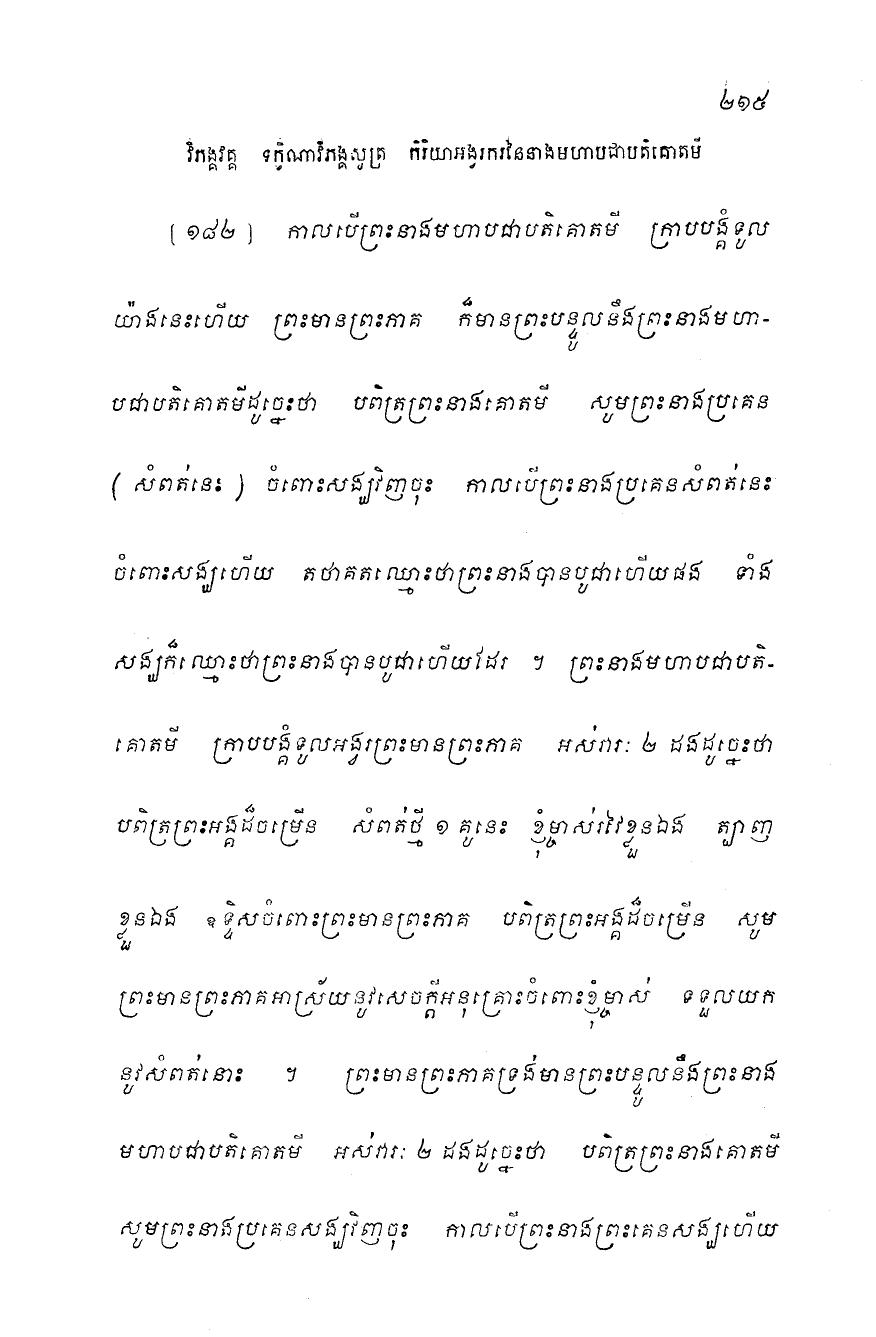 ២១៥
វិភង្គវគ្គ ទក្ខិណាវិភង្គសូត្រ កិរិយាអង្វរករនៃនាងមហាបជាបតិគោតមី
[ ១៨២ ] កាលបើព្រះនាងមហាបជាបតិគោតមី ក្រាបបង្គំទូល
យ៉ាងនេះហើយ ព្រះមានព្រះភាគ ក៏មានព្រះបន្ទូលនឹងព្រះនាងមហា-
បជាបតិគោតមីដូច្នេះថា បពិត្រព្រះនាងគោតមី សូមព្រះនាងប្រគេន
( សំពត់នេះ ) ចំពោះសង្ឃវិញចុះ កាលបើព្រះនាងប្រគេនសំពត់នេះ
ចំពោះសង្ឃហើយ តថាគតឈ្មោះថាព្រះនាងបានបូជាហើយផង ទាំង
សង្ឃក៏ឈ្មោះថាព្រះនាងបានបូជាហើយដែរ ។ ព្រះនាងមហាបជាបតិ-
គោតមី ក្រាបបង្គំទូលអង្វរព្រះមានព្រះភាគ អស់វារៈ ២ ដងដូច្នេះថា
បពិត្រព្រះអង្គដ៏ចម្រើន សំពត់ថ្មី ១ គូនេះ ខ្ញុំម្ចាស់រវៃខ្លួនឯង ត្បាញ
ខ្លួនឯង ឧទ្ទិសចំពោះព្រះមានព្រះភាគ បពិត្រព្រះអង្គដ៏ចម្រើន សូម
ព្រះមានព្រះភាគអាស្រ័យនូវសេចក្តីអនុគ្រោះចំពោះខ្ញុំម្ចាស់ ទទួលយក
នូវសំពត់នោះ ។ ព្រះមានព្រះភាគទ្រង់មានព្រះបន្ទូលនឹងព្រះនាង
មហាបជាបតិគោតមី អស់វារៈ ២ ដងដូច្នេះថា បពិត្រព្រះនាងគោតមី
សូមព្រះនាងប្រគេនសង្ឃវិញចុះ កាលបើព្រះនាងព្រះគេនសង្ឃហើយ